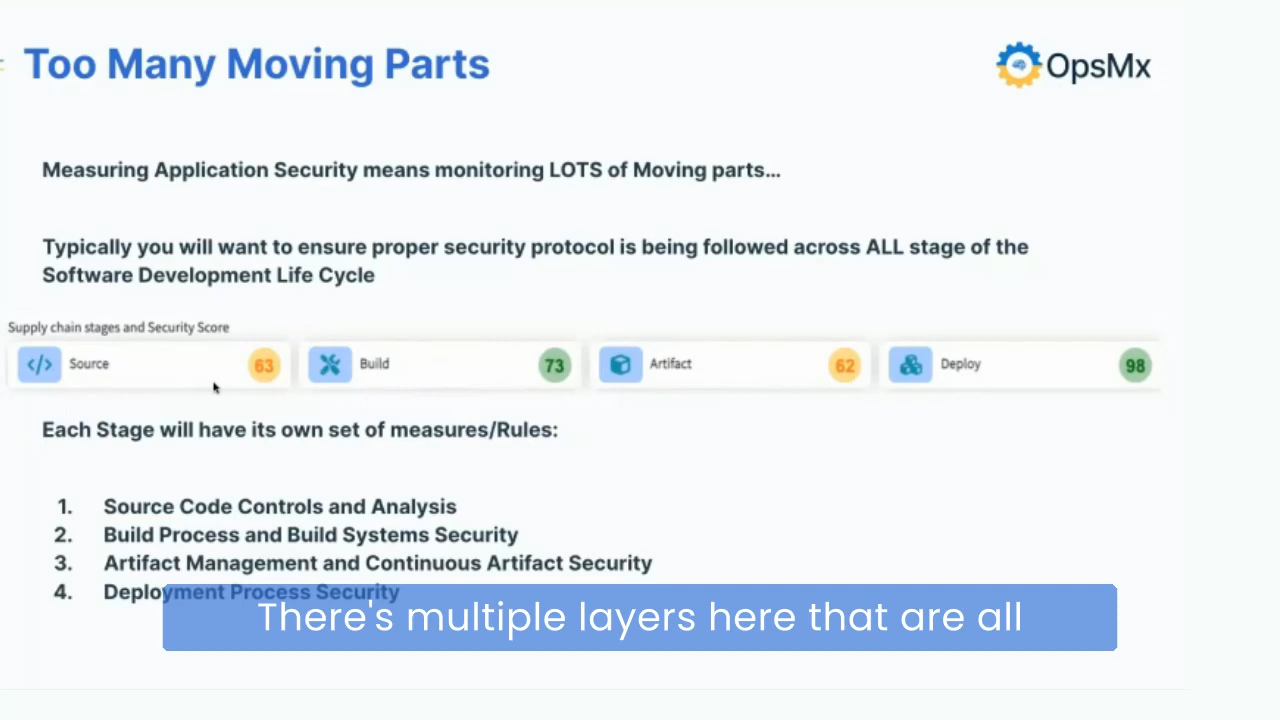 Too Many Moving Parts
OpsMx
Measuring Application Security means monitoring LOTS of Moving parts...
Typically you will want to ensure proper security protocol is being followed across ALL stage of the
Software Development Life Cycle
Supply chain stages and Security Score
</> Source 63 Build 73 Artifact 62 Deploy 98
Each Stage will have its own set of measures/Rules:
1. Source Code Controls and Analysis
2. Build Process and Build Systems Security
3. Artifact Management and Continuous Artifact Security
4. Deployment Process Security
There's multiple layers here that are all